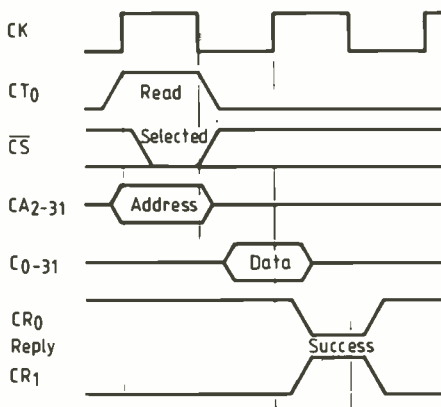 CK
CT0 Read
CS Selected
CA2-31 Address
C0-31 Data
CR0
Reply Success
CR1